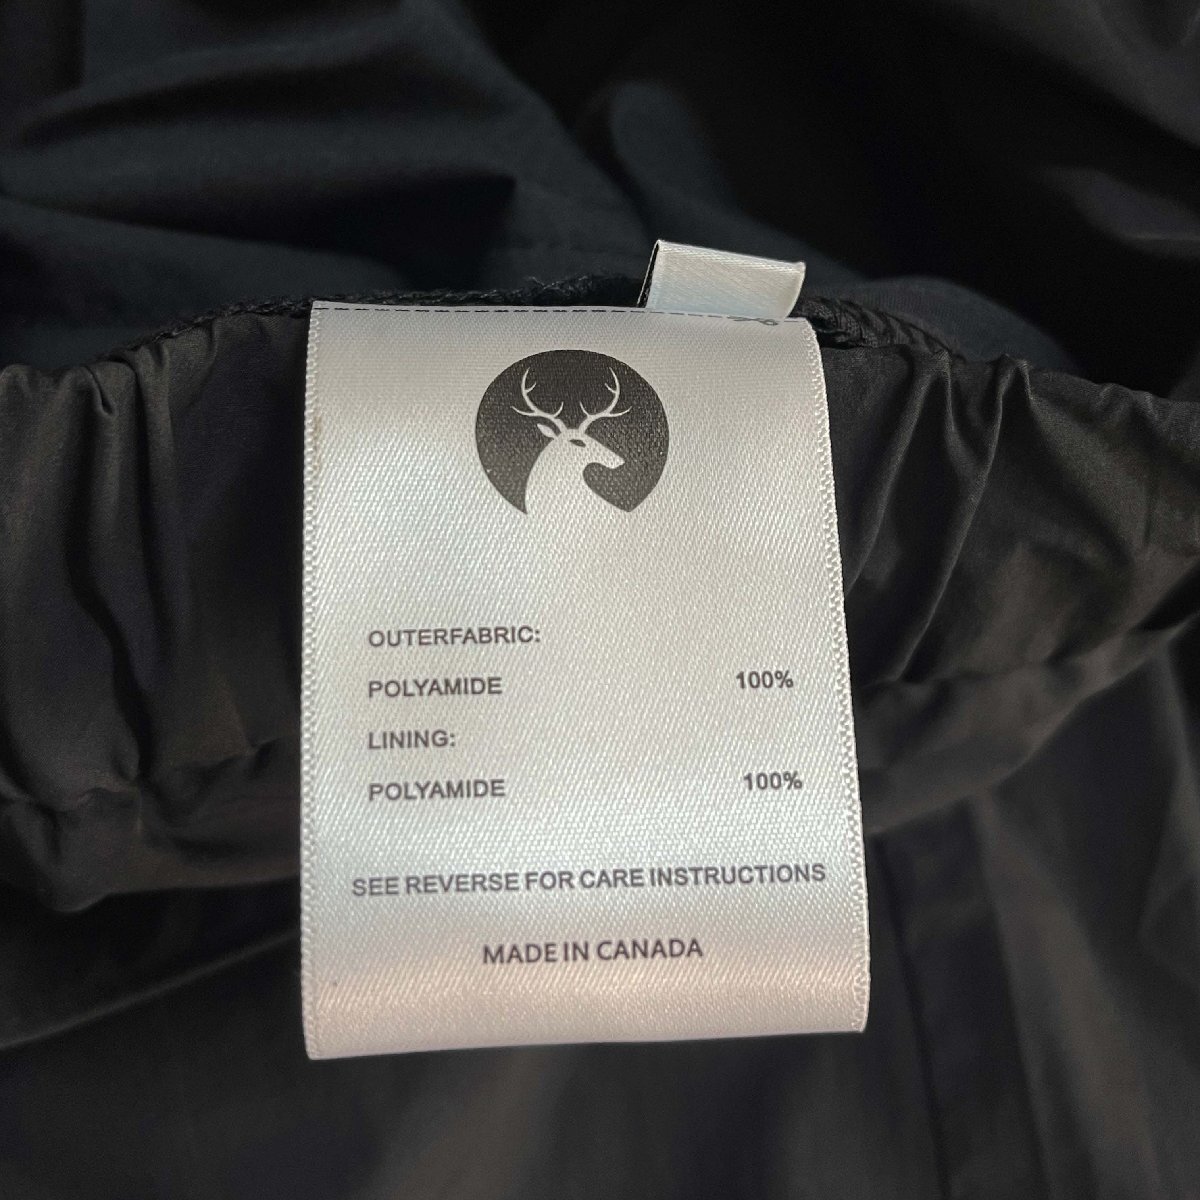 OUTERFABRIC:
POLYAMIDE 100%
LINING:
POLYAMIDE 100%
SEE REVERSE FOR CARE INSTRUCTIONS
MADE IN CANADA